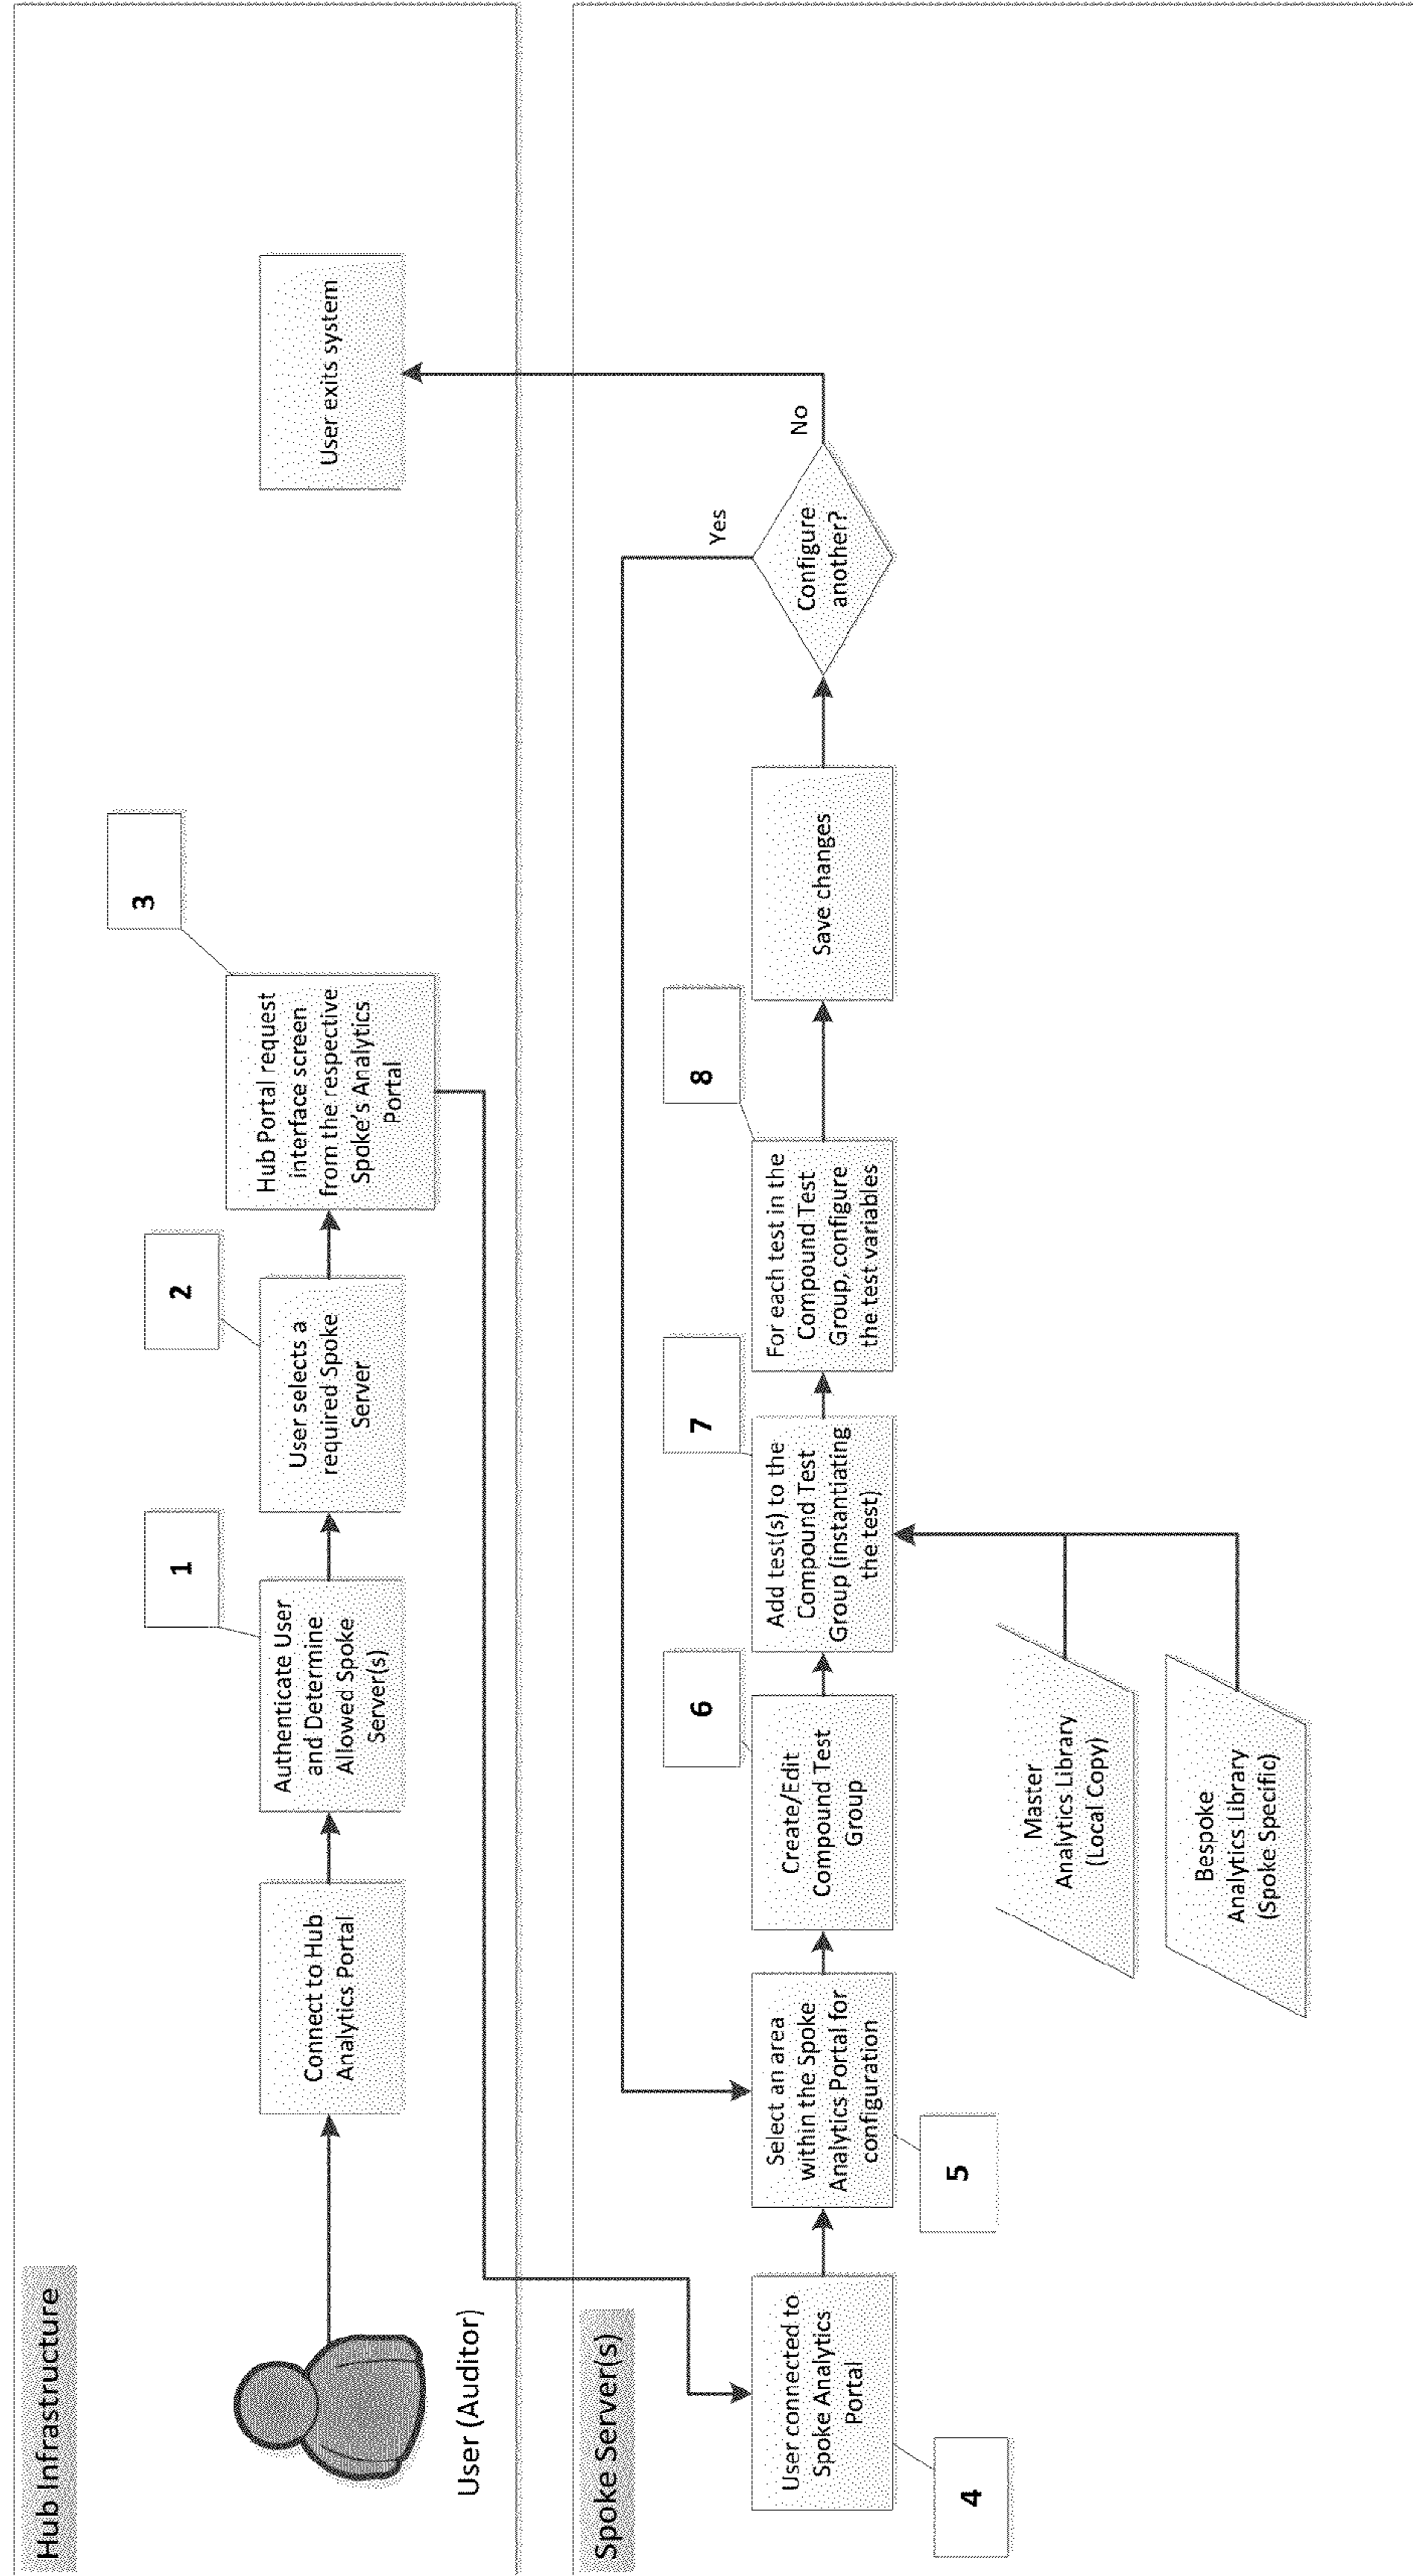 Hub Infrastructure
User (Auditor)
Connect to Hub
Analytics Portal
1
Authenticate User
and Determine
Allowed Spoke
Server(s)
2
User selects a
required Spoke
Server
3
Hub Portal request
interface screen
from the respective
Spoke's Analytics
Portal
User exits system
Spoke Server(s)
4
User connected to
Spoke Analytics
Portal
5
Select an area
within the Spoke
Analytics Portal for
configuration
6
Create/Edit
Compound Test
Group
7
Add test(s) to the
Compound Test
Group (instantiating
the test)
8
For each test in the
Compound Test
Group, configure
the test variables
Save changes
Configure
another?
Yes
No
Master
Analytics Library
(Local Copy)
Bespoke
Analytics Library
(Spoke Specific)